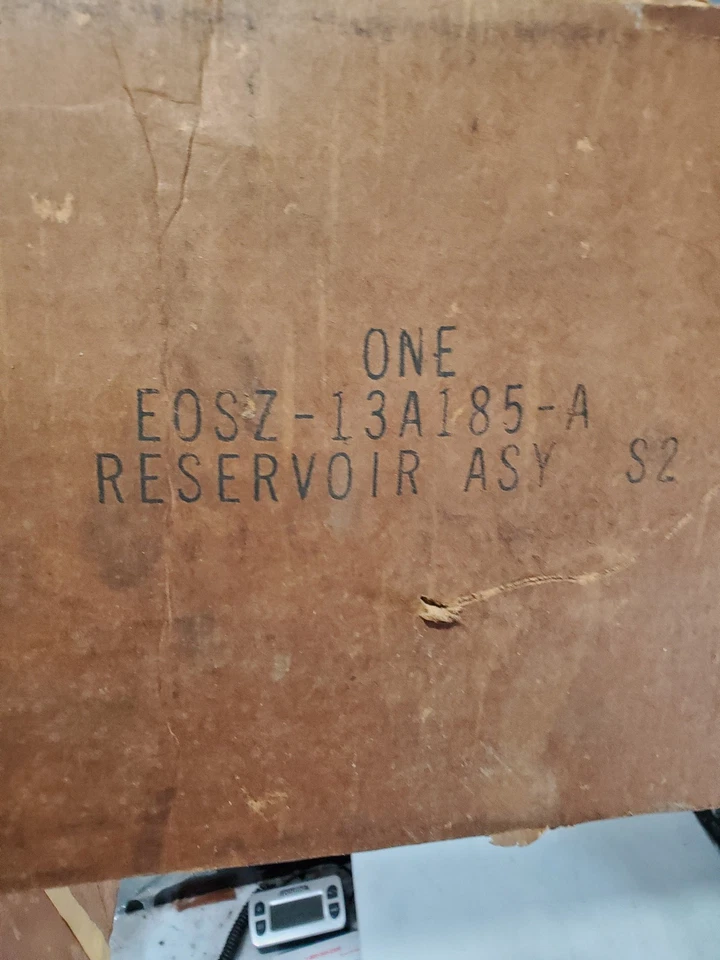 ONE
EOSZ-13A185-A
RESERVOIR ASY S2